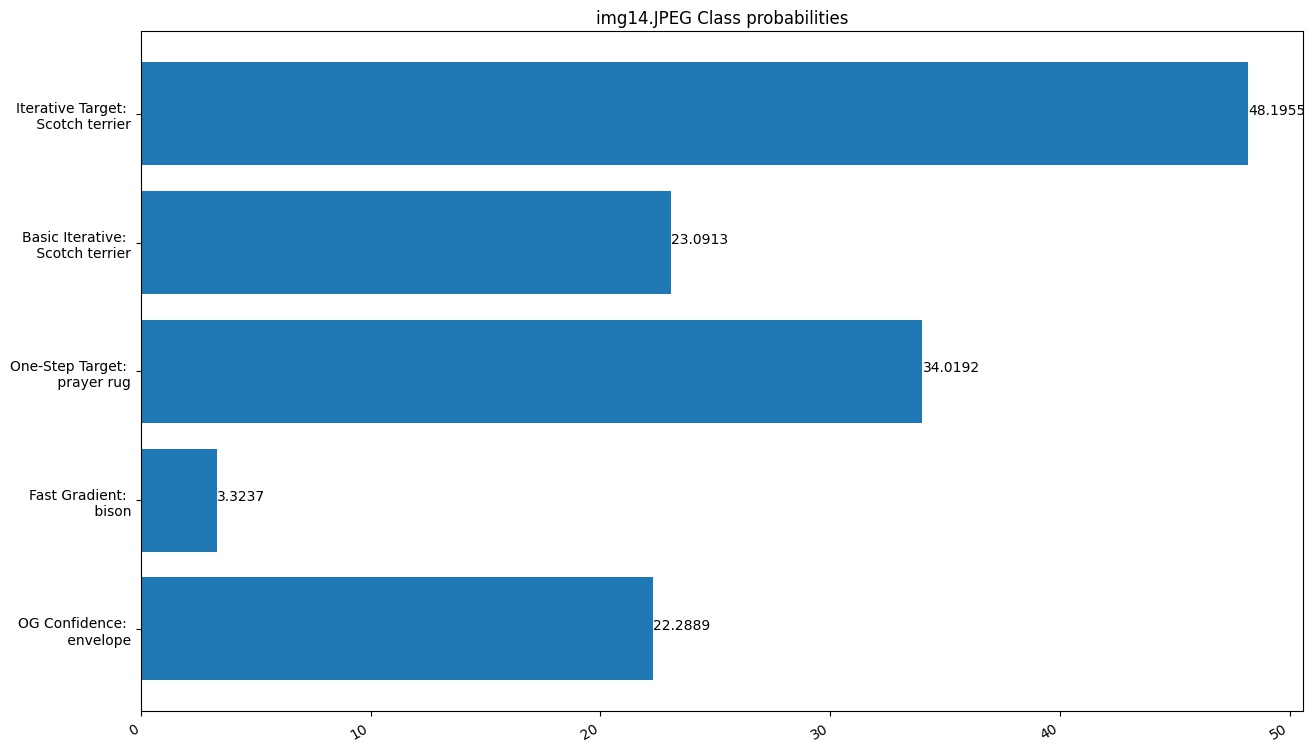 img14.JPEG Class probabilities
Iterative Target:
Scotch terrier
48.1955
Basic Iterative:
Scotch terrier
23.0913
One-Step Target:
prayer rug
34.0192
Fast Gradient:
bison
3.3237
OG Confidence:
envelope
22.2889
0
10
20
30
40
50